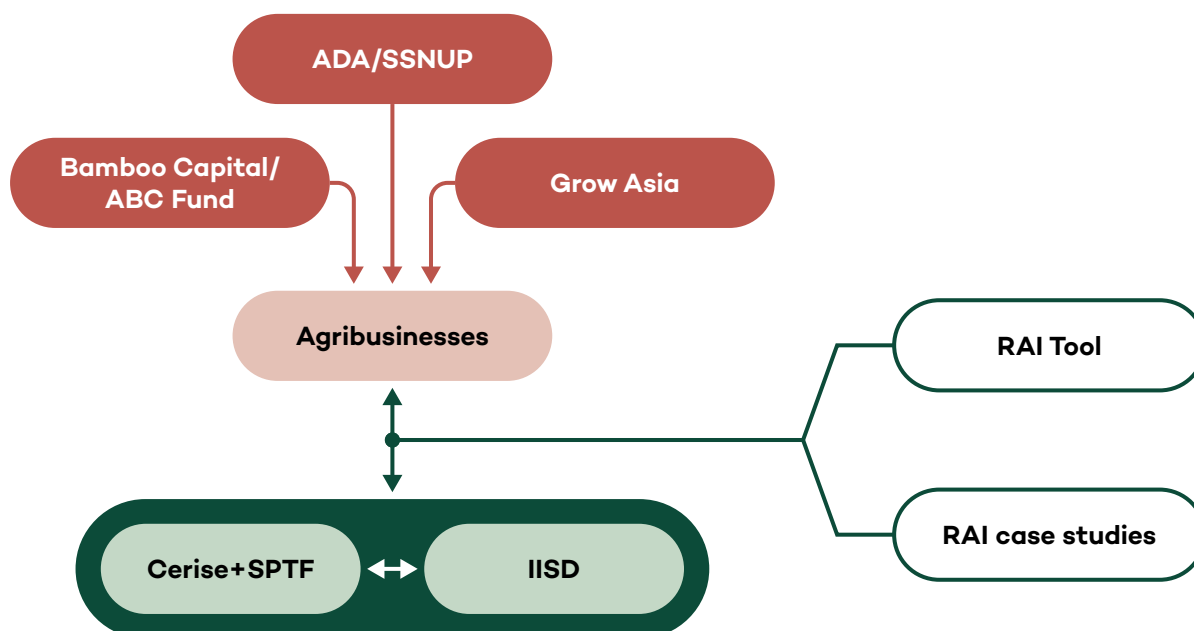 ADA/SSNUP
Bamboo Capital/
ABC Fund
Grow Asia
Agribusinesses
RAI Tool
RAI case studies
Cerise+SPTF
IISD